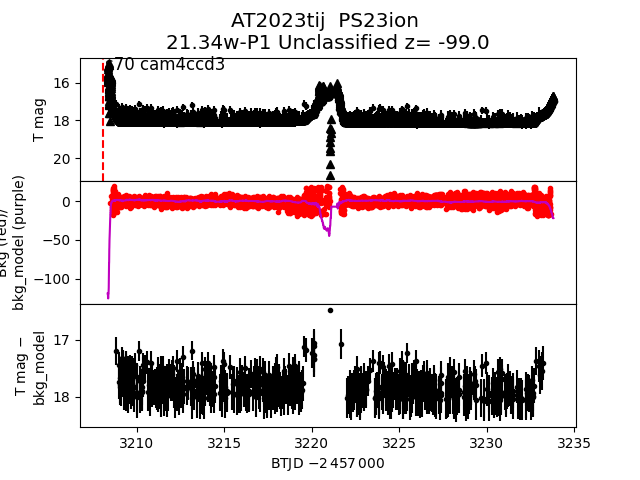 AT2023tij  PS23ion
21.34w-P1 Unclassified z= -99.0
70 cam4ccd3
T mag
16
18
20
Bkg (red)/
bkg_model (purple)
0
−50
−100
T mag −
bkg_model
17
18
3210
3215
3220
3225
3230
3235
BTJD −2 457 000